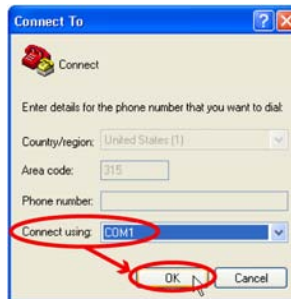 Connect To
Connect
Enter details for the phone number that you want to dial:
Country/region: United States (1)
Area code: 315
Phone number:
Connect using: COM1
OK Cancel